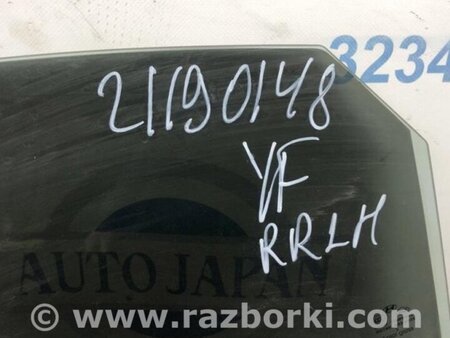 3234
21190148
YF
RRLH
AUTO JAPAN
www.razborki.com